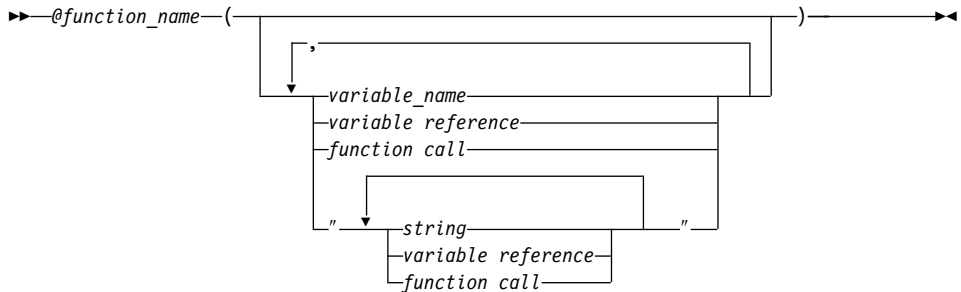 @function_name ( )
,
variable_name
variable reference
function call
" string "
variable reference
function call